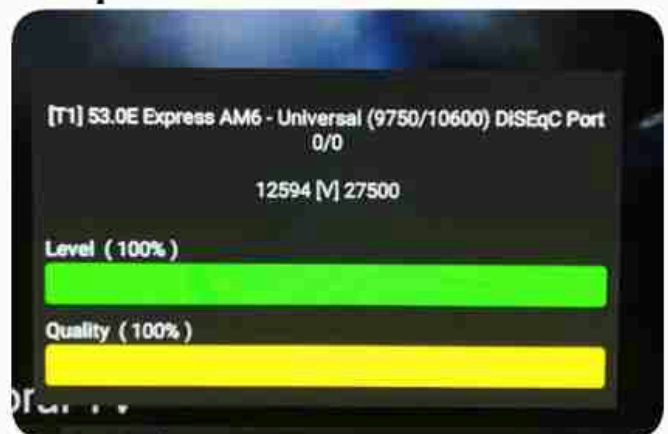 [T1] 53.0E Express AM6 - Universal (9750/10600) DiSEqC Port
0/0
12594 [V] 27500
Level ( 100% )
Quality ( 100% )